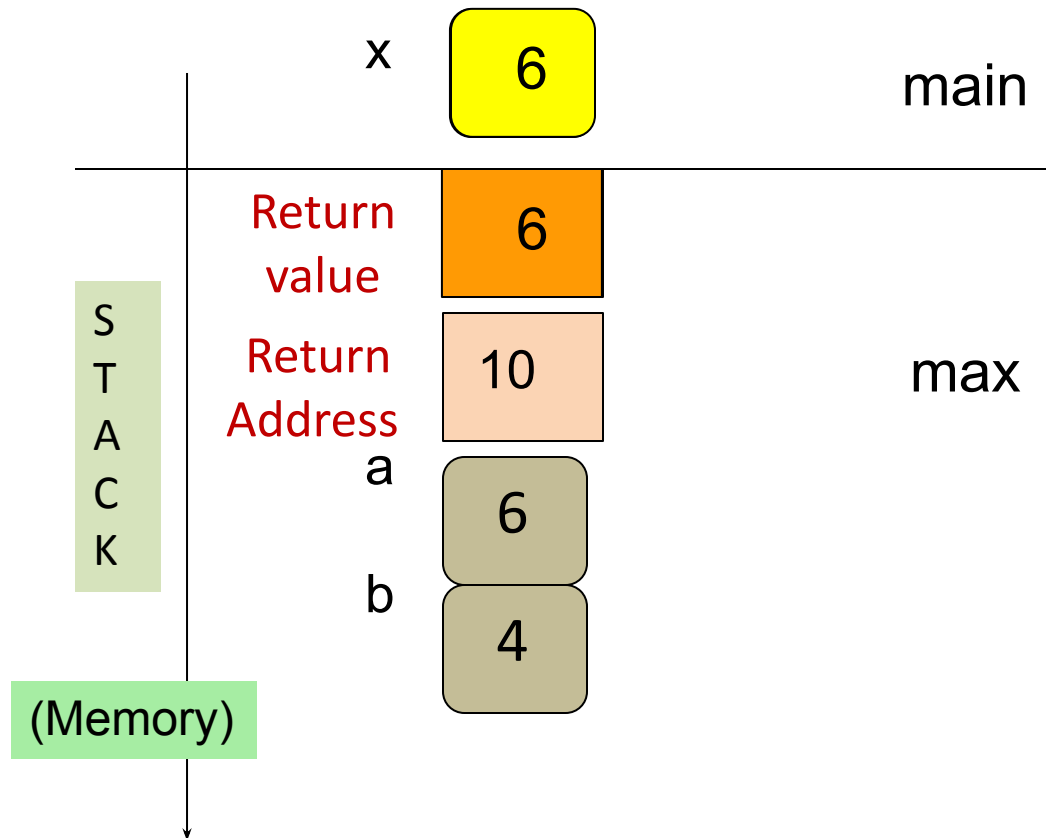 x
6
main
Return
value
6
S
T
A
C
K
Return
Address
10
max
a
6
b
4
(Memory)